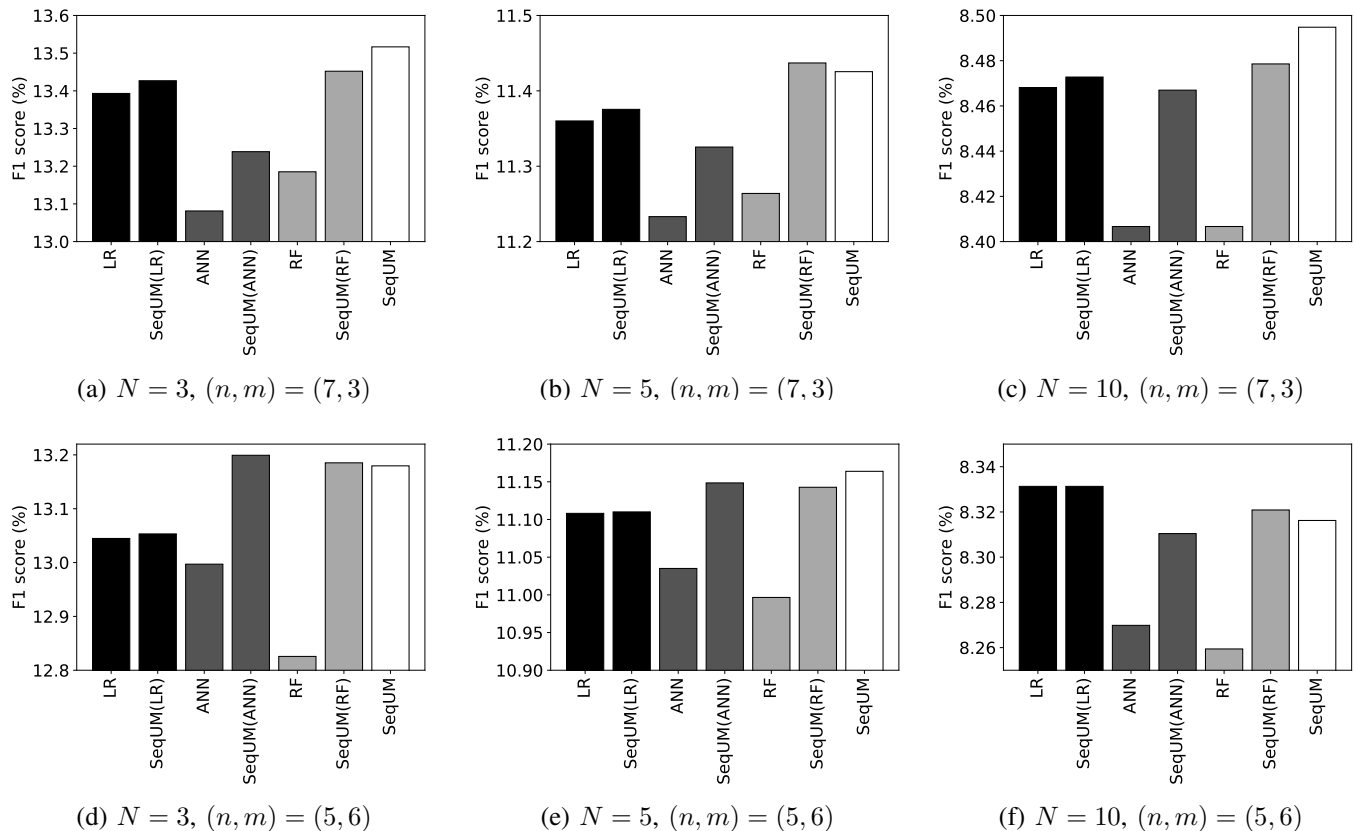 13.6
13.5
13.4
13.3
13.2
13.1
13.0
F1 score (%)
LR
SeqUM(LR)
ANN
SeqUM(ANN)
RF
SeqUM(RF)
SeqUM
(a) N = 3, (n, m) = (7, 3)
11.5
11.4
11.3
11.2
F1 score (%)
LR
SeqUM(LR)
ANN
SeqUM(ANN)
RF
SeqUM(RF)
SeqUM
(b) N = 5, (n, m) = (7, 3)
8.50
8.48
8.46
8.44
8.42
8.40
F1 score (%)
LR
SeqUM(LR)
ANN
SeqUM(ANN)
RF
SeqUM(RF)
SeqUM
(c) N = 10, (n, m) = (7, 3)
13.2
13.1
13.0
12.9
12.8
F1 score (%)
LR
SeqUM(LR)
ANN
SeqUM(ANN)
RF
SeqUM(RF)
SeqUM
(d) N = 3, (n, m) = (5, 6)
11.20
11.15
11.10
11.05
11.00
10.95
10.90
F1 score (%)
LR
SeqUM(LR)
ANN
SeqUM(ANN)
RF
SeqUM(RF)
SeqUM
(e) N = 5, (n, m) = (5, 6)
8.34
8.32
8.30
8.28
8.26
F1 score (%)
LR
SeqUM(LR)
ANN
SeqUM(ANN)
RF
SeqUM(RF)
SeqUM
(f) N = 10, (n, m) = (5, 6)